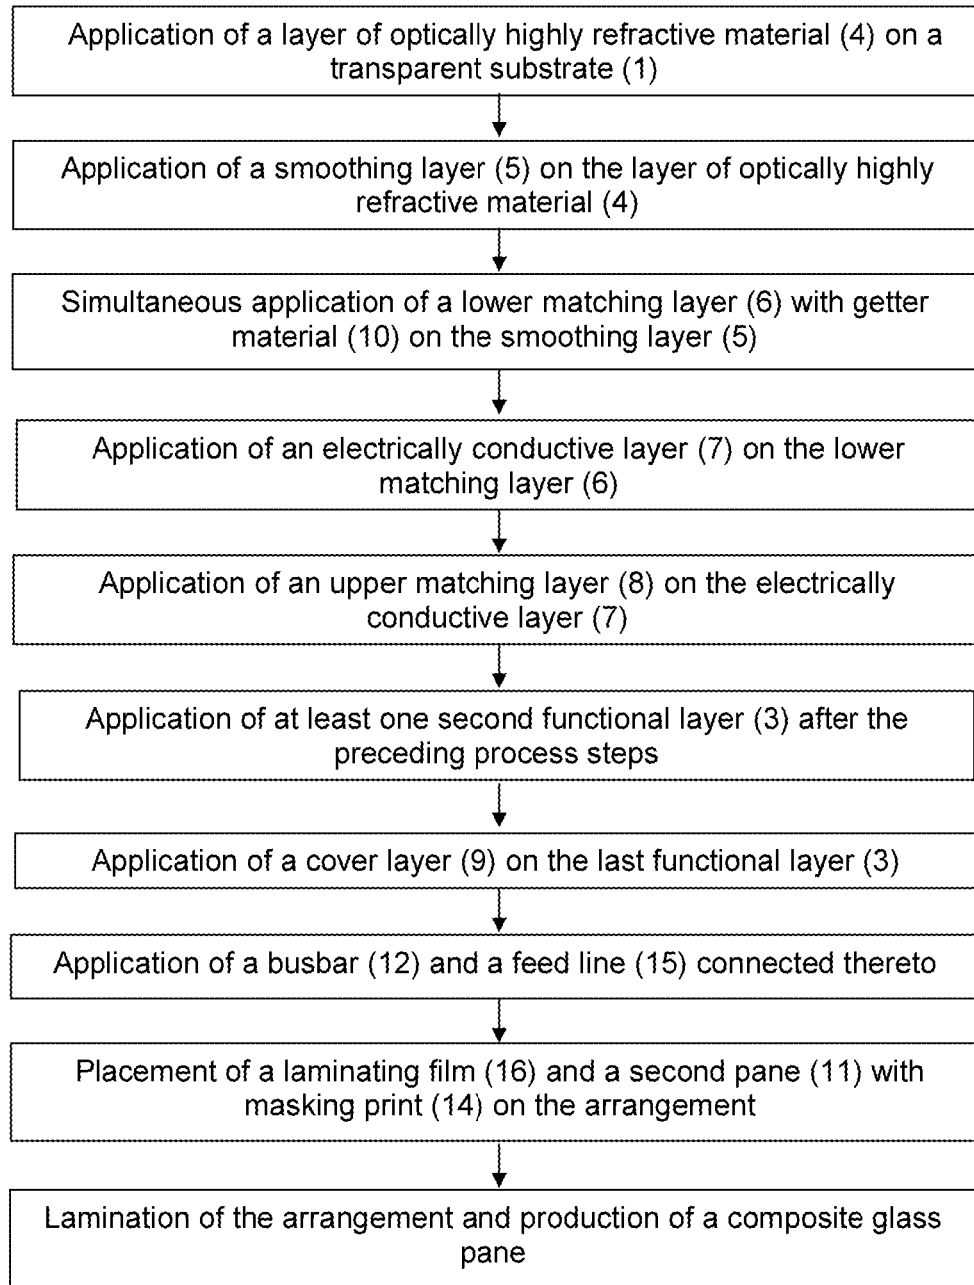 Application of a layer of optically highly refractive material (4) on a
transparent substrate (1)
Application of a smoothing layer (5) on the layer of optically highly
refractive material (4)
Simultaneous application of a lower matching layer (6) with getter
material (10) on the smoothing layer (5)
Application of an electrically conductive layer (7) on the lower
matching layer (6)
Application of an upper matching layer (8) on the electrically
conductive layer (7)
Application of at least one second functional layer (3) after the
preceding process steps
Application of a cover layer (9) on the last functional layer (3)
Application of a busbar (12) and a feed line (15) connected thereto
Placement of a laminating film (16) and a second pane (11) with
masking print (14) on the arrangement
Lamination of the arrangement and production of a composite glass
pane